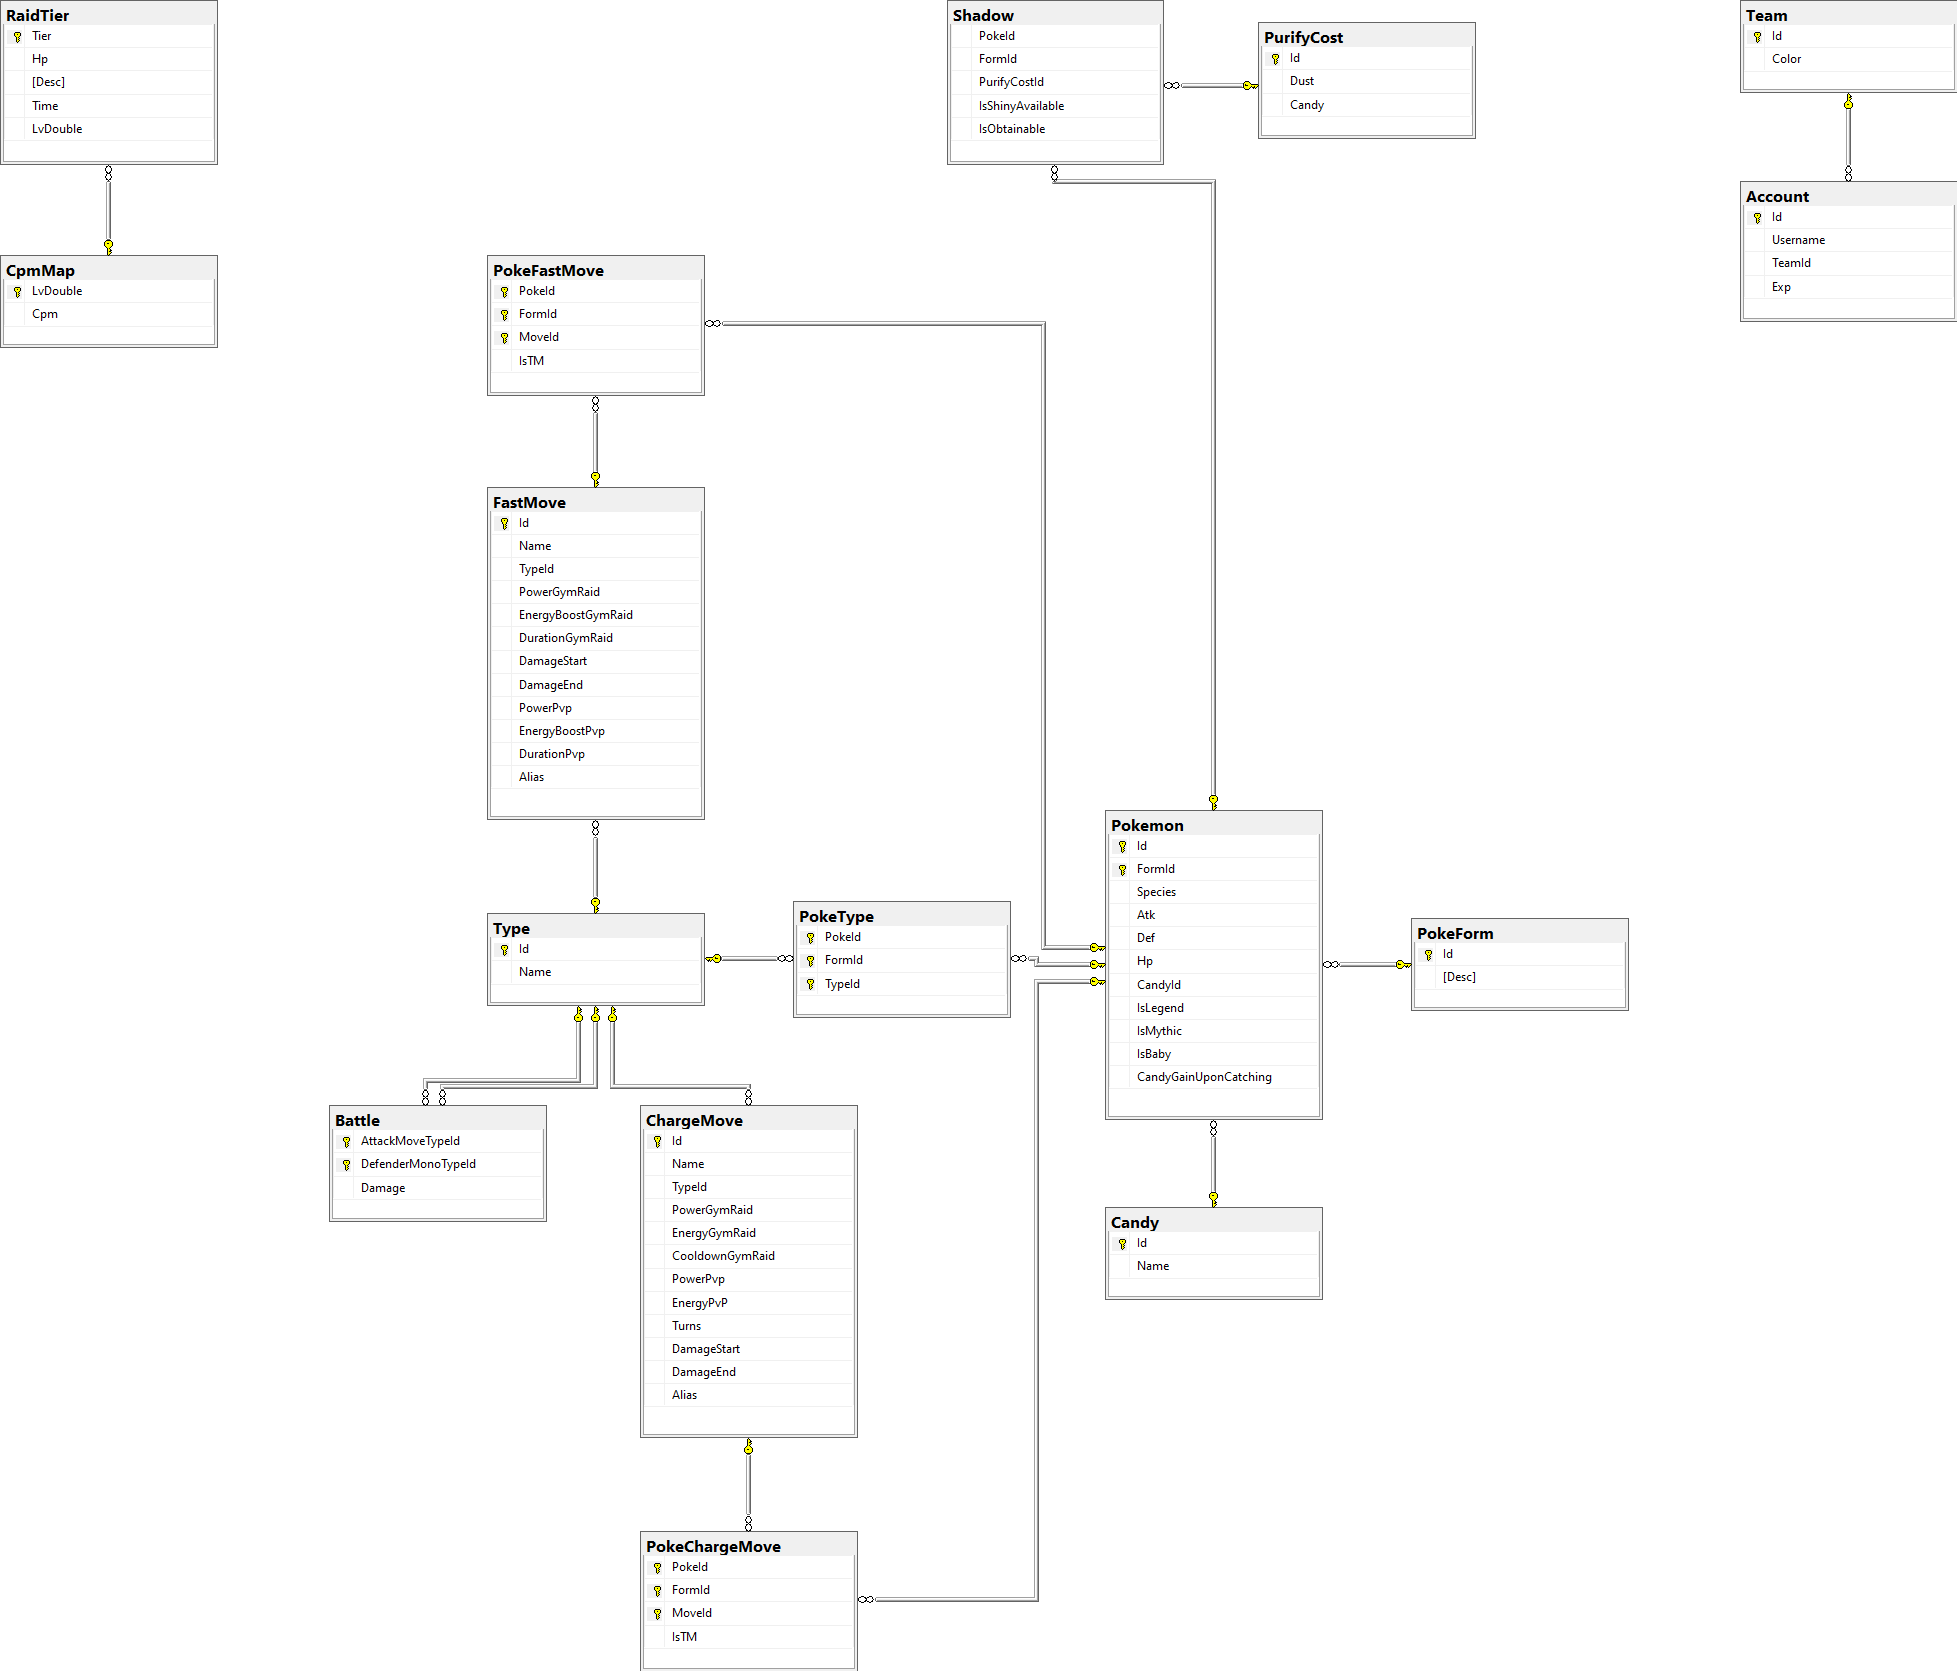 RaidTier
Tier
Hp
[Desc]
Time
LvDouble
CpmMap
LvDouble
Cpm
PokeFastMove
PokeId
FormId
MoveId
IsTM
FastMove
Id
Name
TypeId
PowerGymRaid
EnergyBoostGymRaid
DurationGymRaid
DamageStart
DamageEnd
PowerPvp
EnergyBoostPvp
DurationPvp
Alias
Type
Id
Name
PokeType
PokeId
FormId
TypeId
Battle
AttackMoveTypeId
DefenderMonoTypeId
Damage
ChargeMove
Id
Name
TypeId
PowerGymRaid
EnergyGymRaid
CooldownGymRaid
PowerPvp
EnergyPvP
Turns
DamageStart
DamageEnd
Alias
PokeChargeMove
PokeId
FormId
MoveId
IsTM
Shadow
PokeId
FormId
PurifyCostId
IsShinyAvailable
IsObtainable
PurifyCost
Id
Dust
Candy
Pokemon
Id
FormId
Species
Atk
Def
Hp
CandyId
IsLegend
IsMythic
IsBaby
CandyGainUponCatching
PokeForm
Id
[Desc]
Candy
Id
Name
Team
Id
Color
Account
Id
Username
TeamId
Exp